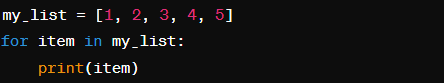 my_list = [1, 2, 3, 4, 5]
for item in my_list:
    print(item)